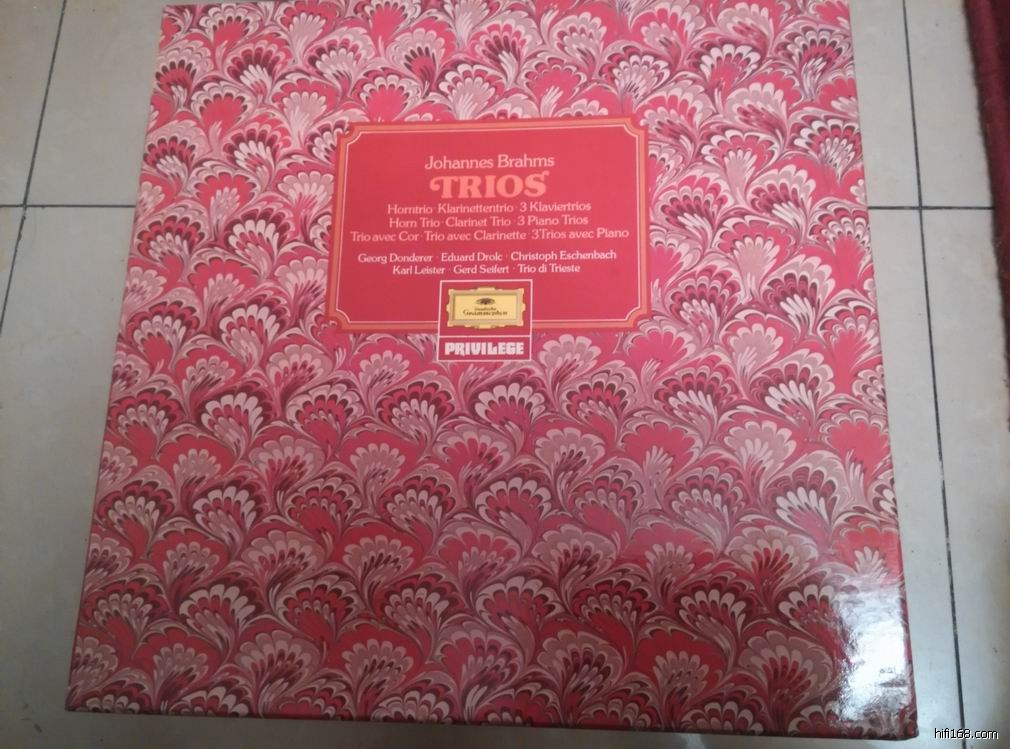 Johannes Brahms
TRIOS
Horntrio · Klarinettentrio · 3 Klaviertrios
Horn Trio · Clarinet Trio · 3 Piano Trios
Trio avec Cor · Trio avec Clarinette · 3 Trios avec Piano
Georg Donderer · Eduard Drolc · Christoph Eschenbach
Karl Leister · Gerd Seifert · Trio di Trieste
Deutsche
Grammophon
PRIVILEGE
hifi168.com